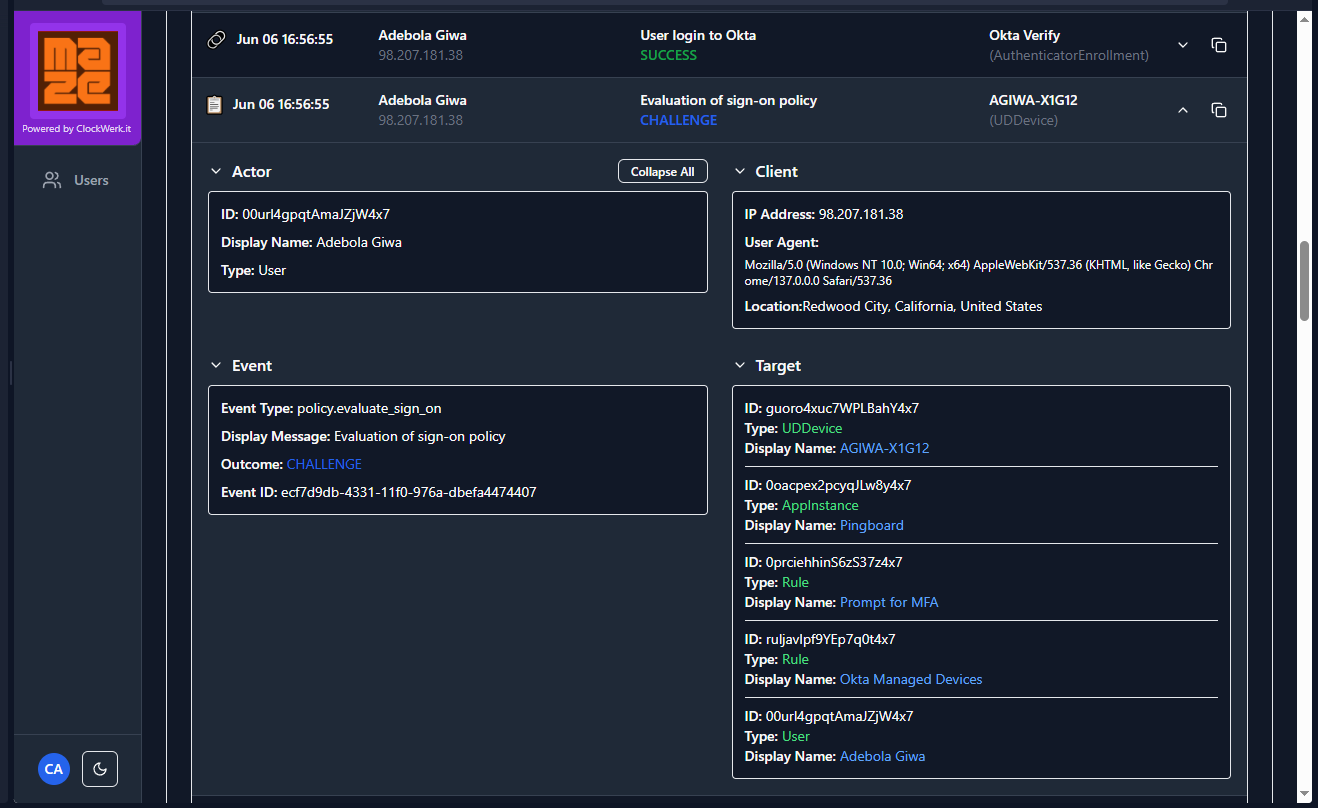 maze
Powered by ClockWerk.it
Users
CA
Jun 06 16:56:55
Adebola Giwa
98.207.181.38
User login to Okta
SUCCESS
Okta Verify
(AuthenticatorEnrollment)
Jun 06 16:56:55
Adebola Giwa
98.207.181.38
Evaluation of sign-on policy
CHALLENGE
AGIWA-X1G12
(UDDevice)
Actor
Collapse All
ID: 00url4gpqtAmaJZjW4x7
Display Name: Adebola Giwa
Type: User
Client
IP Address: 98.207.181.38
User Agent:
Mozilla/5.0 (Windows NT 10.0; Win64; x64) AppleWebKit/537.36 (KHTML, like Gecko) Chr
ome/137.0.0.0 Safari/537.36
Location:Redwood City, California, United States
Event
Event Type: policy.evaluate_sign_on
Display Message: Evaluation of sign-on policy
Outcome: CHALLENGE
Event ID: ecf7d9db-4331-11f0-976a-dbefa4474407
Target
ID: guoro4xuc7WPLBahY4x7
Type: UDDevice
Display Name: AGIWA-X1G12
ID: 0oacpex2pcyqJLw8y4x7
Type: AppInstance
Display Name: Pingboard
ID: 0prciehhinS6zS37z4x7
Type: Rule
Display Name: Prompt for MFA
ID: ruljavlpf9YEp7q0t4x7
Type: Rule
Display Name: Okta Managed Devices
ID: 00url4gpqtAmaJZjW4x7
Type: User
Display Name: Adebola Giwa